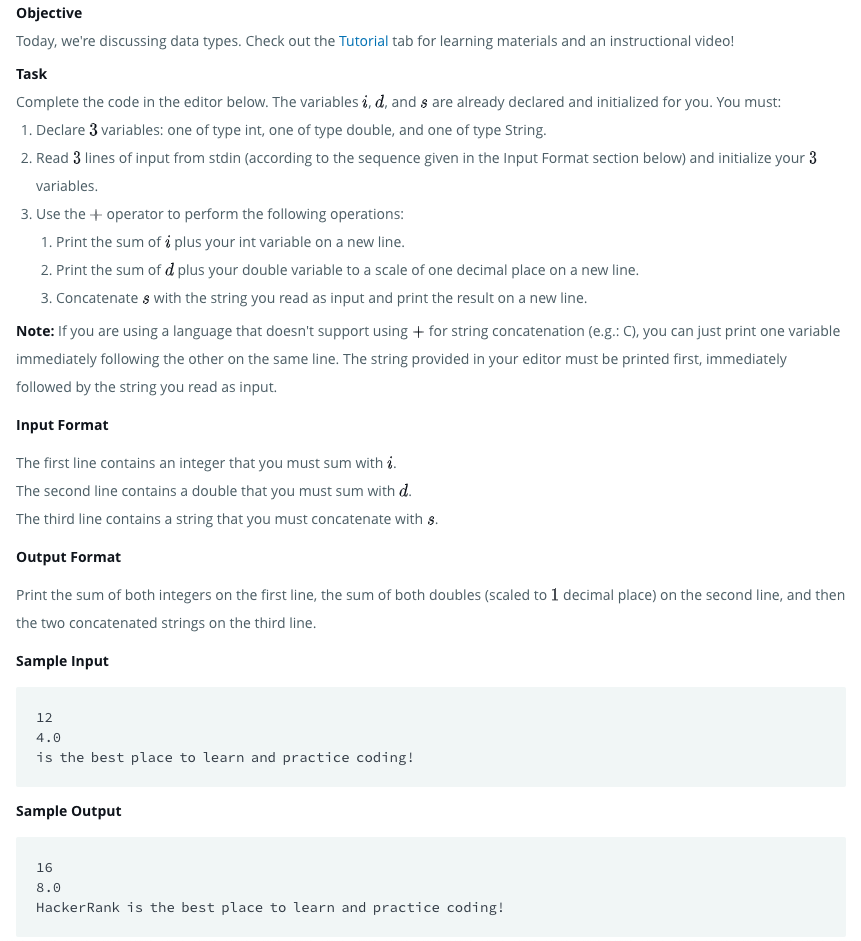 Objective
Today, we're discussing data types. Check out the Tutorial tab for learning materials and an instructional video!
Task
Complete the code in the editor below. The variables i, d, and s are already declared and initialized for you. You must:
1. Declare 3 variables: one of type int, one of type double, and one of type String.
2. Read 3 lines of input from stdin (according to the sequence given in the Input Format section below) and initialize your 3
variables.
3. Use the + operator to perform the following operations:
1. Print the sum of i plus your int variable on a new line.
2. Print the sum of d plus your double variable to a scale of one decimal place on a new line.
3. Concatenate s with the string you read as input and print the result on a new line.
Note: If you are using a language that doesn't support using + for string concatenation (e.g.: C), you can just print one variable
immediately following the other on the same line. The string provided in your editor must be printed first, immediately
followed by the string you read as input.
Input Format
The first line contains an integer that you must sum with i.
The second line contains a double that you must sum with d.
The third line contains a string that you must concatenate with s.
Output Format
Print the sum of both integers on the first line, the sum of both doubles (scaled to 1 decimal place) on the second line, and then
the two concatenated strings on the third line.
Sample Input
12
4.0
is the best place to learn and practice coding!
Sample Output
16
8.0
HackerRank is the best place to learn and practice coding!